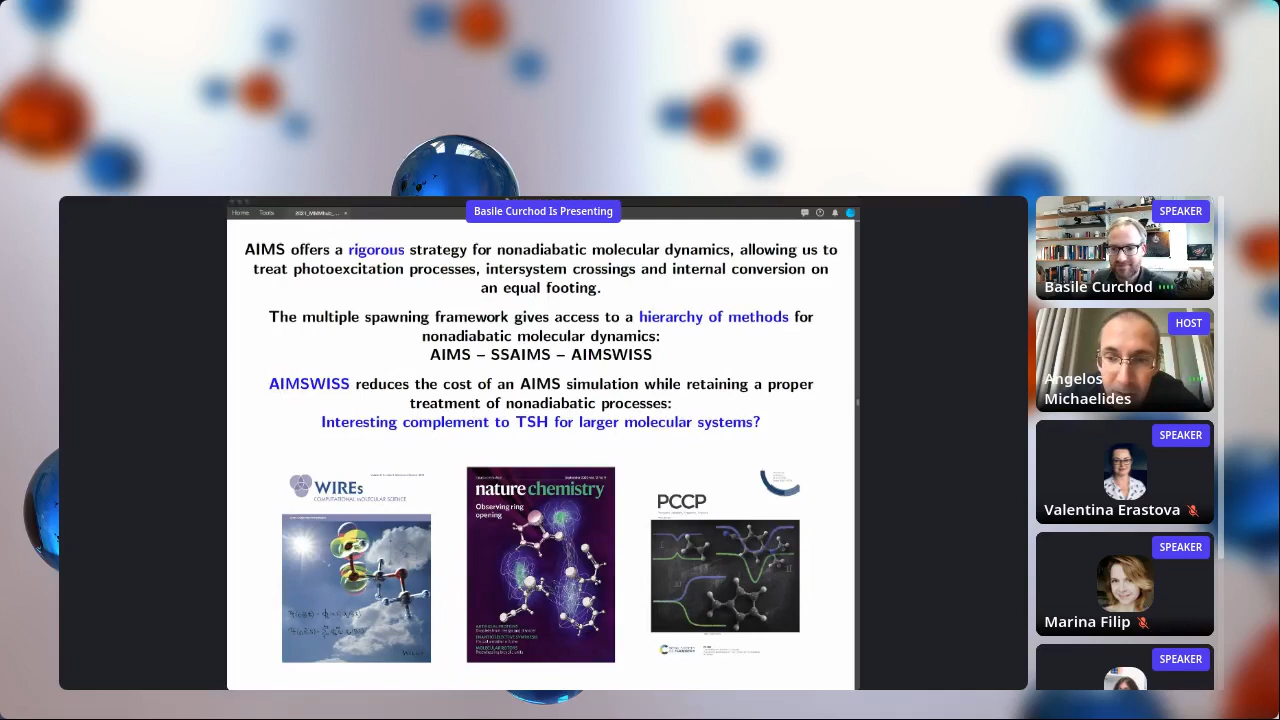 Basile Curchod Is Presenting
Home Tools
AIMS offers a rigorous strategy for nonadiabatic molecular dynamics, allowing us to
treat photoexcitation processes, intersystem crossings and internal conversion on
an equal footing.
The multiple spawning framework gives access to a hierarchy of methods for
nonadiabatic molecular dynamics:
AIMS – SSAIMS – AIMSWISS
AIMSWISS reduces the cost of an AIMS simulation while retaining a proper
treatment of nonadiabatic processes:
Interesting complement to TSH for larger molecular systems?
WIREs
COMPUTATIONAL MOLECULAR SCIENCE
WILEY
nature chemistry
Observing ring
opening
PCCP
SPEAKER
Basile Curchod
HOST
Angelos
Michaelides
SPEAKER
Valentina Erastova
SPEAKER
Marina Filip
SPEAKER